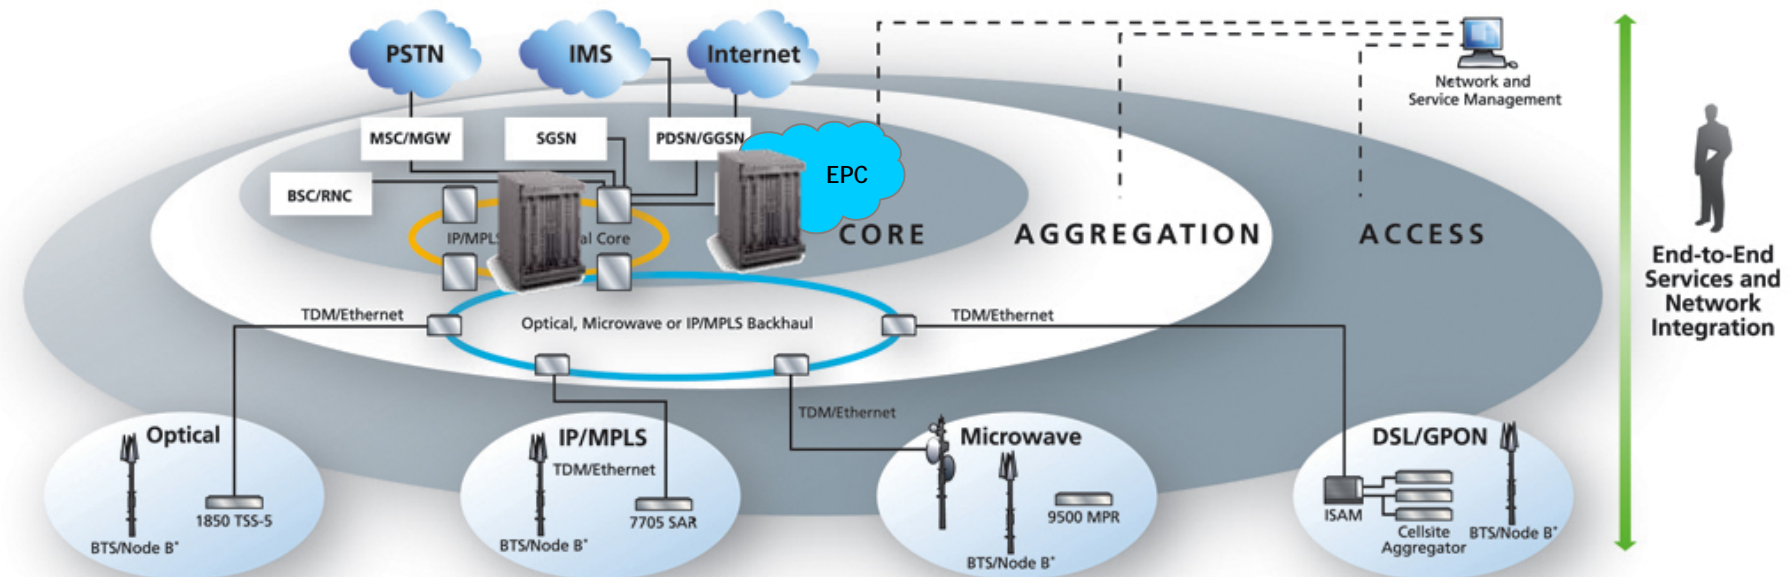 PSTN
IMS
Internet
Network and
Service Management
MSC/MGW
SGSN
PDSN/GGSN
EPC
BSC/RNC
IP/MPLS
al Core
CORE
AGGREGATION
ACCESS
End-to-End
Services and
Network
Integration
TDM/Ethernet
Optical, Microwave or IP/MPLS Backhaul
TDM/Ethernet
TDM/Ethernet
Optical
1850 TSS-5
BTS/Node B*
IP/MPLS
TDM/Ethernet
7705 SAR
BTS/Node B*
Microwave
9500 MPR
BTS/Node B*
DSL/GPON
ISAM
Cellsite
Aggregator
BTS/Node B*